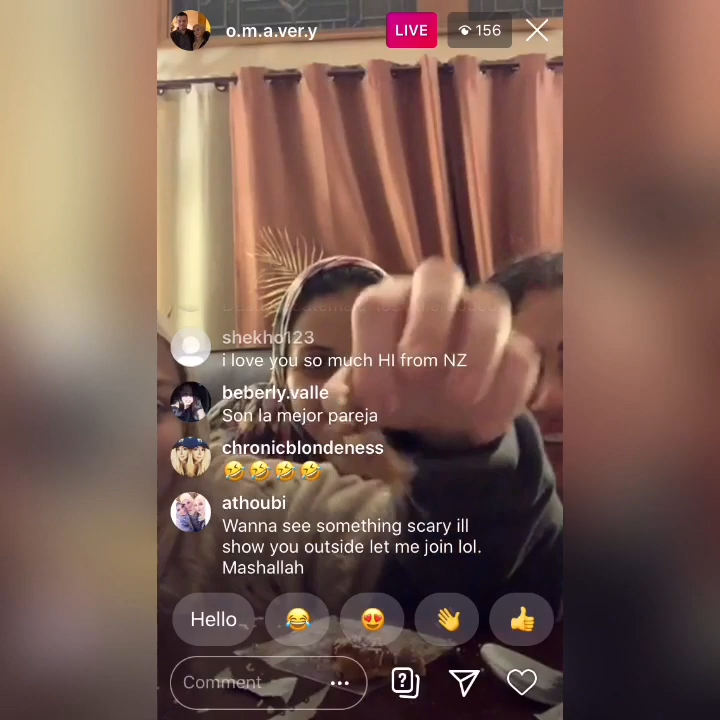 o.m.a.ver.y
LIVE
156
shekho123
i love you so much HI from NZ
beberly.valle
Son la mejor pareja
chronicblondeness
🤣🤣🤣🤣
athoubi
Wanna see something scary ill
show you outside let me join lol.
Mashallah
Hello 😂 😍 👋 👍
Comment ...